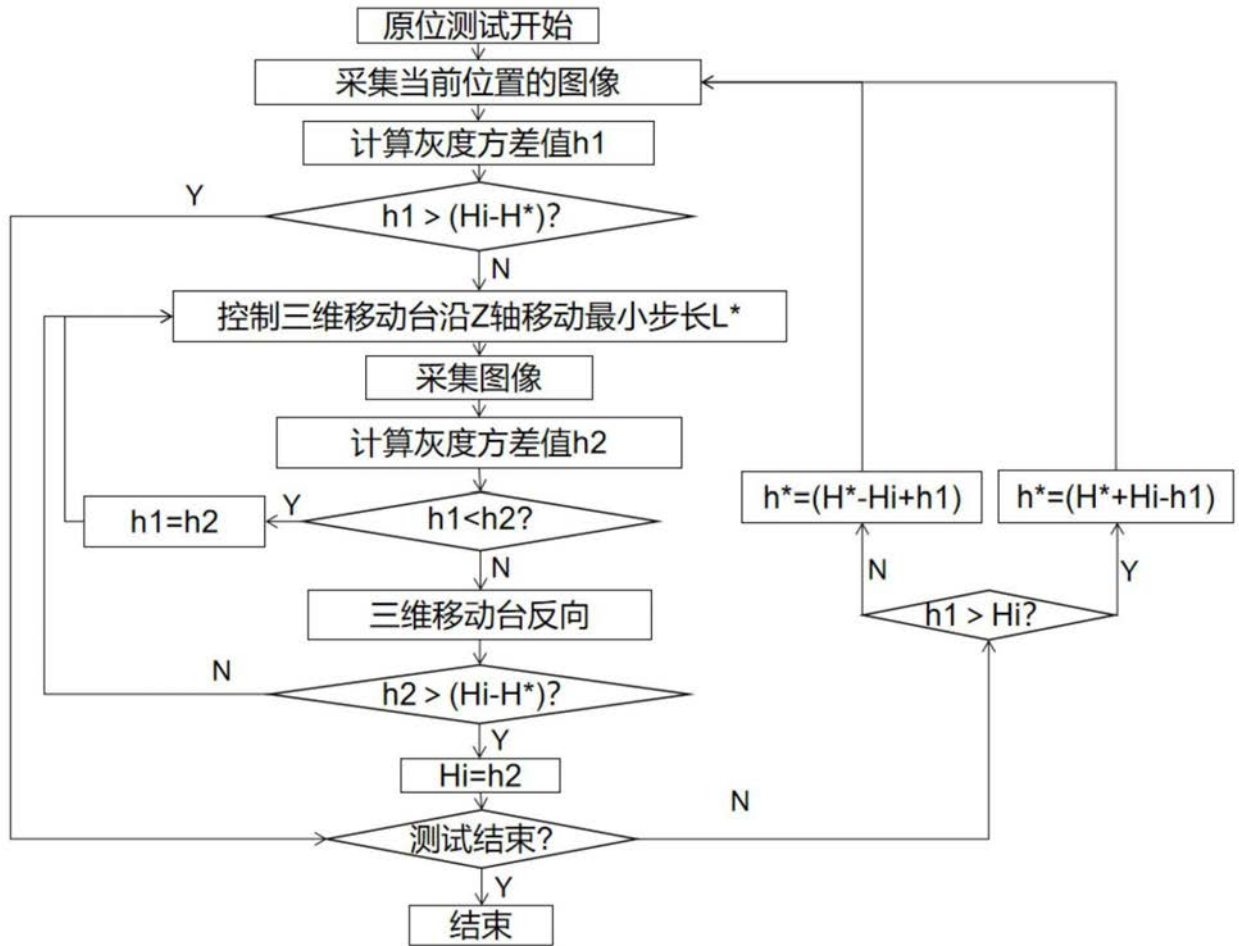 原位测试开始
采集当前位置的图像
计算灰度方差值h1
Y
h1 > (Hi-H*)?
N
控制三维移动台沿Z轴移动最小步长L*
采集图像
计算灰度方差值h2
h1=h2
Y
h1<h2?
N
三维移动台反向
N
h2 > (Hi-H*)?
Y
Hi=h2
测试结束?
Y
结束
N
h1 > Hi?
N
Y
h*=(H*-Hi+h1)
h*=(H*+Hi-h1)